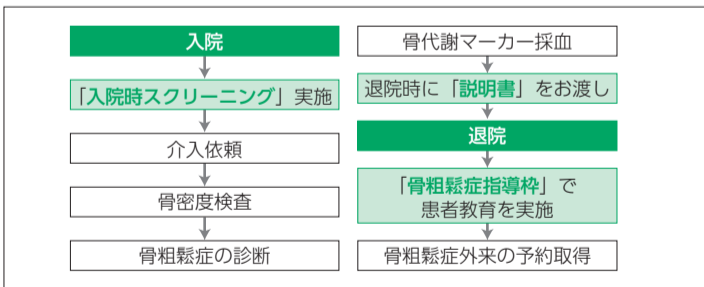 入院
「入院時スクリーニング」実施
介入依頼
骨密度検査
骨粗鬆症の診断
骨代謝マーカー採血
退院時に「説明書」をお渡し
退院
「骨粗鬆症指導枠」で
患者教育を実施
骨粗鬆症外来の予約取得